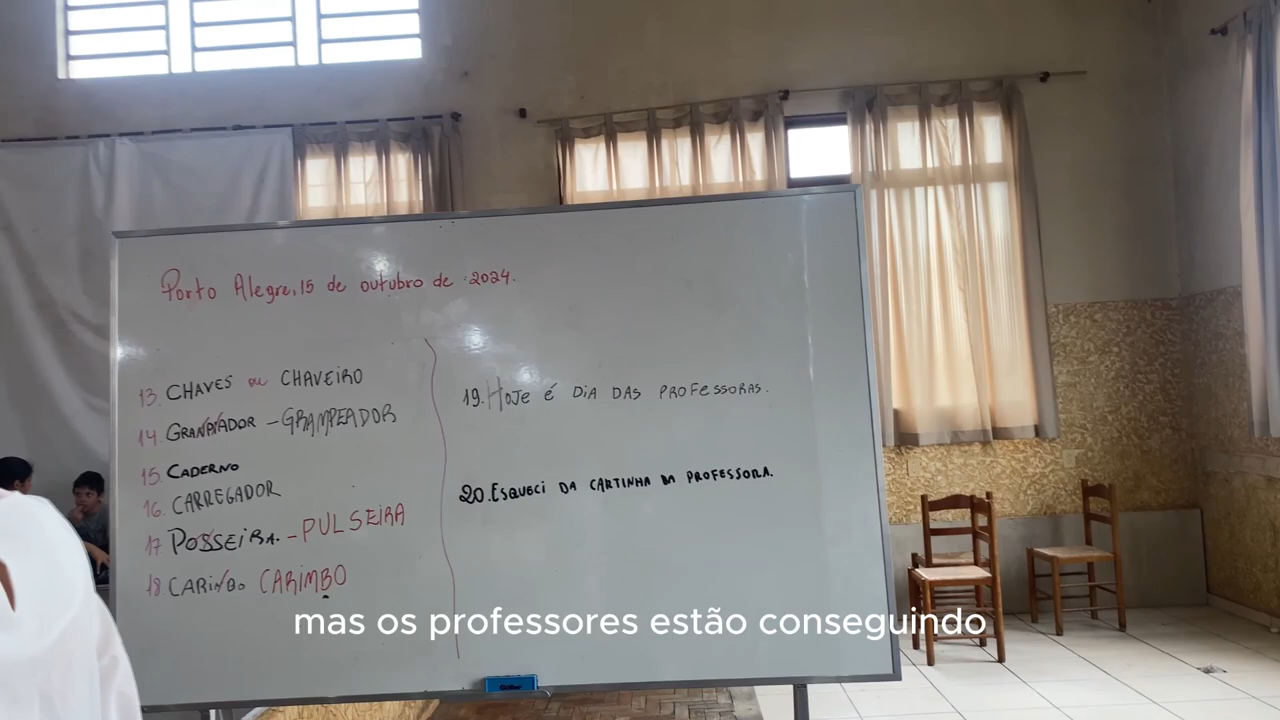 Porto Alegre, 15 de outubro de 2024.
13. CHAVES ou CHAVEIRO
14. - GRAMPEADOR
15. CADERNO
16. CARREGADOR
17 POSSEIRA. - PULSEIRA
18 CARINBO CARIMBO
19. HOJE É DIA DAS PROFESSORAS.
20. ESQUECI DA CARTINHA DA PROFESSORA.
mas os professores estão conseguindo